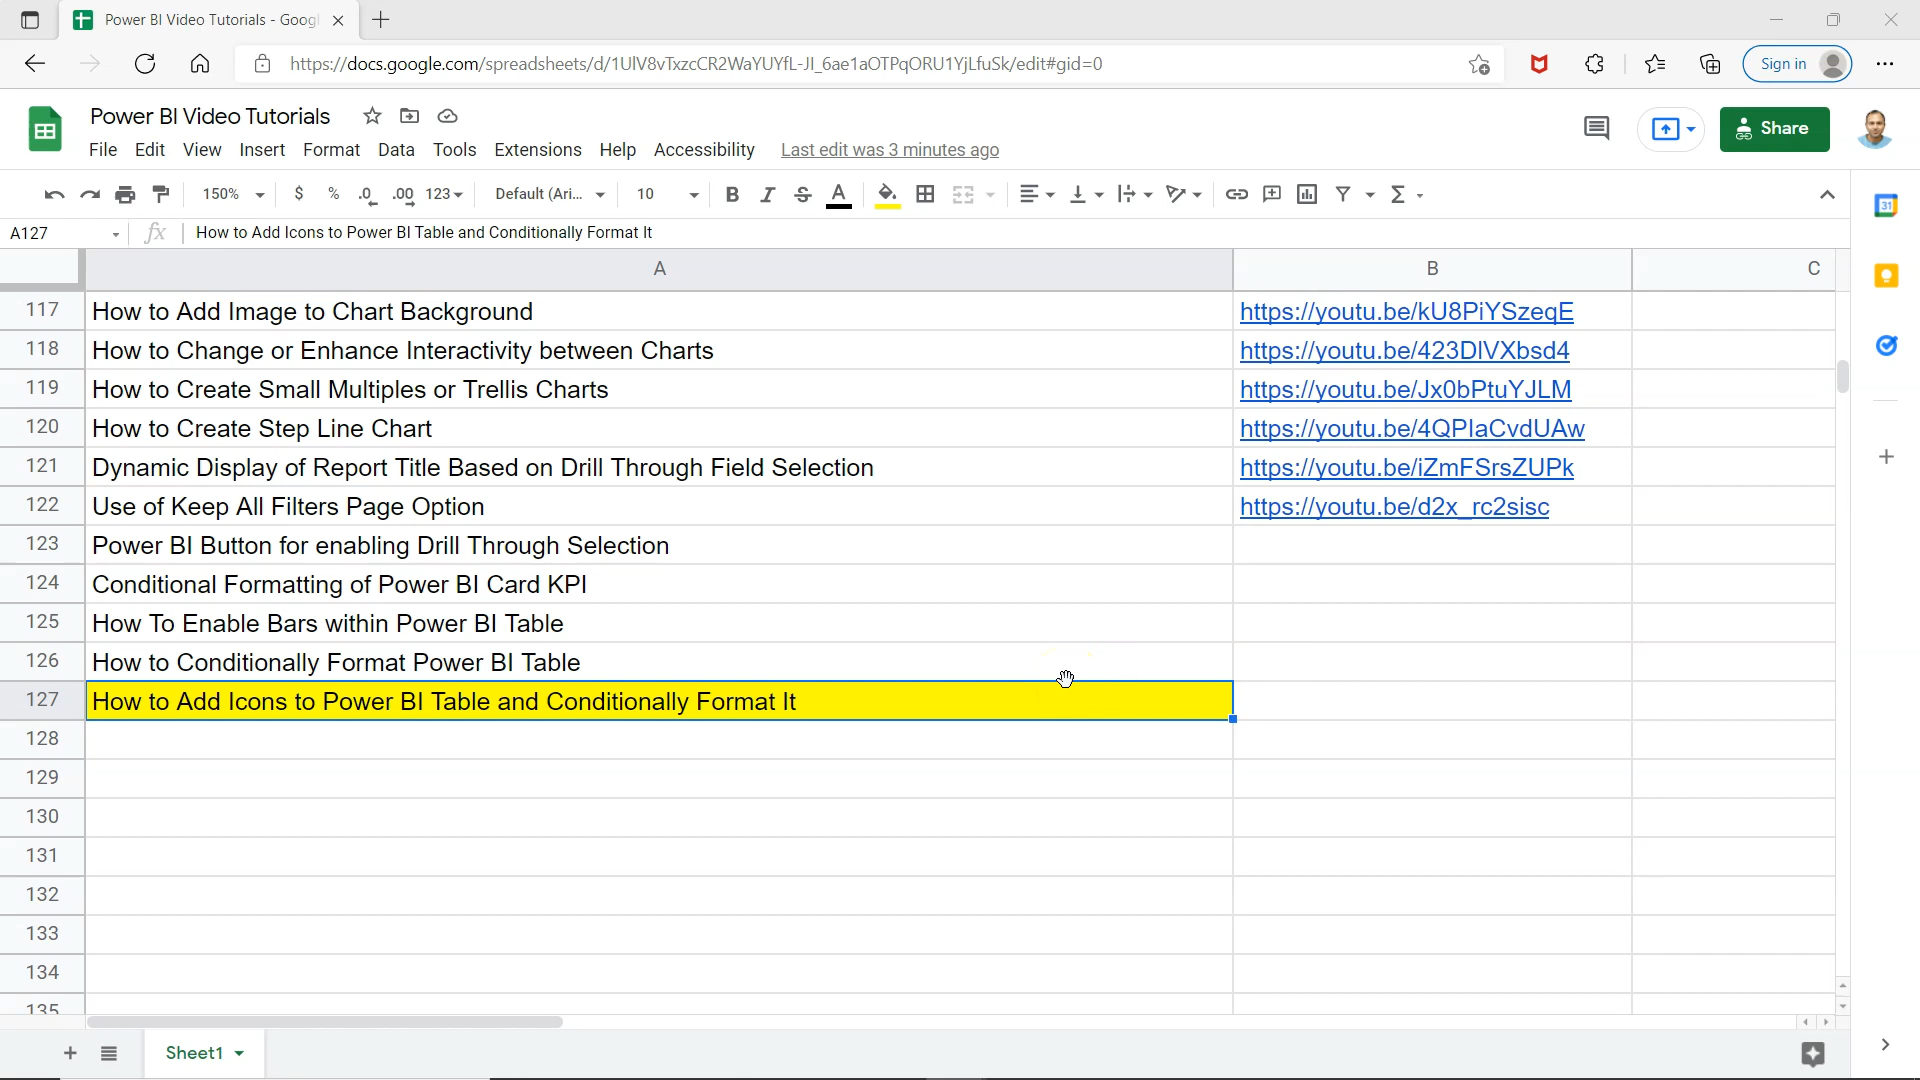 Power BI Video Tutorials - Goog
https://docs.google.com/spreadsheets/d/1UlV8vTxzcCR2WaYUYfL-JI_6ae1aOTPqORU1YjLfuSk/edit#gid=0
Sign in
Power BI Video Tutorials
File Edit View Insert Format Data Tools Extensions Help Accessibility Last edit was 3 minutes ago
Share
150% $ % .0 .00 123 Default (Ari... 10 B I S A Σ
31
A127 fx How to Add Icons to Power BI Table and Conditionally Format It
A B C
117 How to Add Image to Chart Background https://youtu.be/kU8PiYSzeqE
118 How to Change or Enhance Interactivity between Charts https://youtu.be/423DlVXbsd4
119 How to Create Small Multiples or Trellis Charts https://youtu.be/Jx0bPtuYJLM
120 How to Create Step Line Chart https://youtu.be/4QPlaCvdUAw
121 Dynamic Display of Report Title Based on Drill Through Field Selection https://youtu.be/iZmFSrsZUPk
122 Use of Keep All Filters Page Option https://youtu.be/d2x_rc2sisc
123 Power BI Button for enabling Drill Through Selection
124 Conditional Formatting of Power BI Card KPI
125 How To Enable Bars within Power BI Table
126 How to Conditionally Format Power BI Table
127 How to Add Icons to Power BI Table and Conditionally Format It
128
129
130
131
132
133
134
135
Sheet1